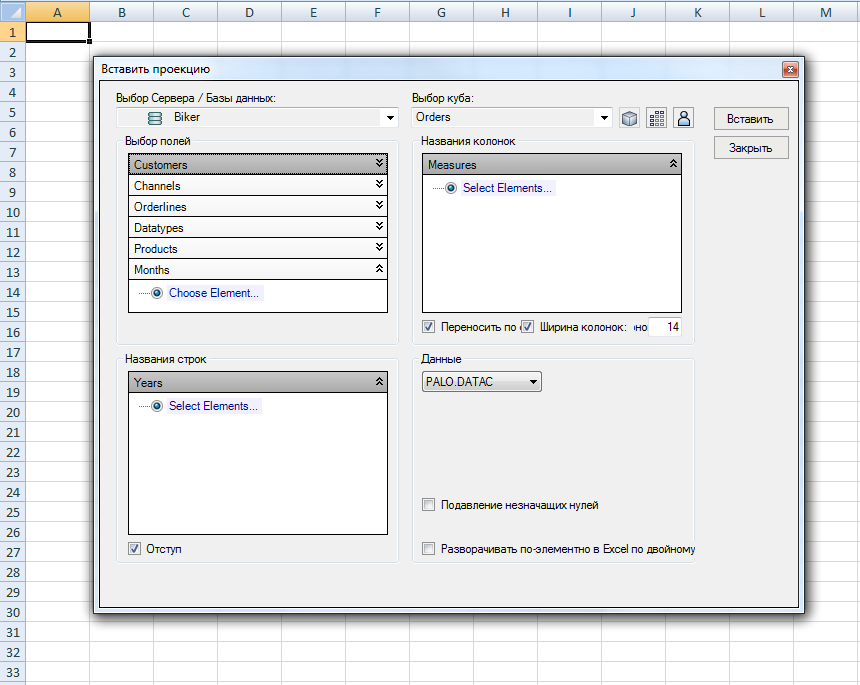 A B C D E F G H I J K L M
1
2
3
4
5
6
7
8
9
10
11
12
13
14
15
16
17
18
19
20
21
22
23
24
25
26
27
28
29
30
31
32
33
Вставить проекцию
Выбор Сервера / Базы данных:
Biker
Выбор куба:
Orders
Вставить
Закрыть
Выбор полей
Customers
Channels
Orderlines
Datatypes
Products
Months
Choose Element...
Названия колонок
Measures
Select Elements...
Переносить по
Ширина колонок:
14
Названия строк
Years
Select Elements...
Отступ
Данные
PALO.DATAC
Подавление незначащих нулей
Разворачивать по-элементно в Excel по двойному